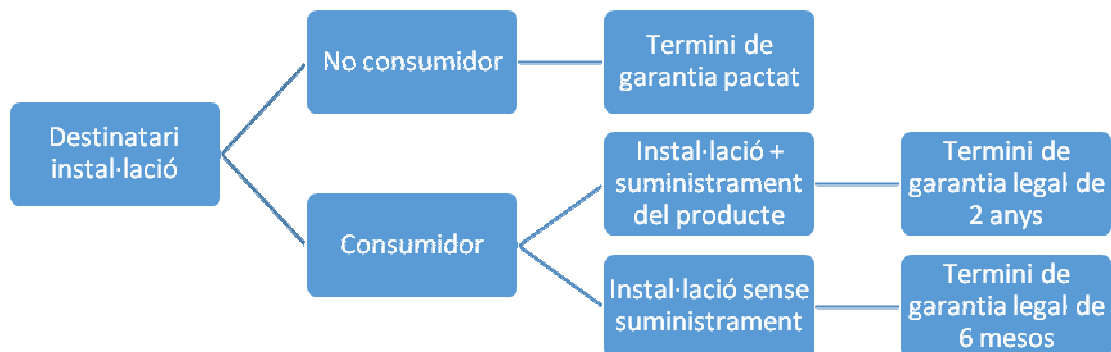 Destinatari
instal·lació
No consumidor
Termini de
garantia pactat
Consumidor
Instal·lació +
suministrament
del producte
Termini de
garantia legal de
2 anys
Instal·lació sense
suministrament
Termini de
garantia legal de
6 mesos